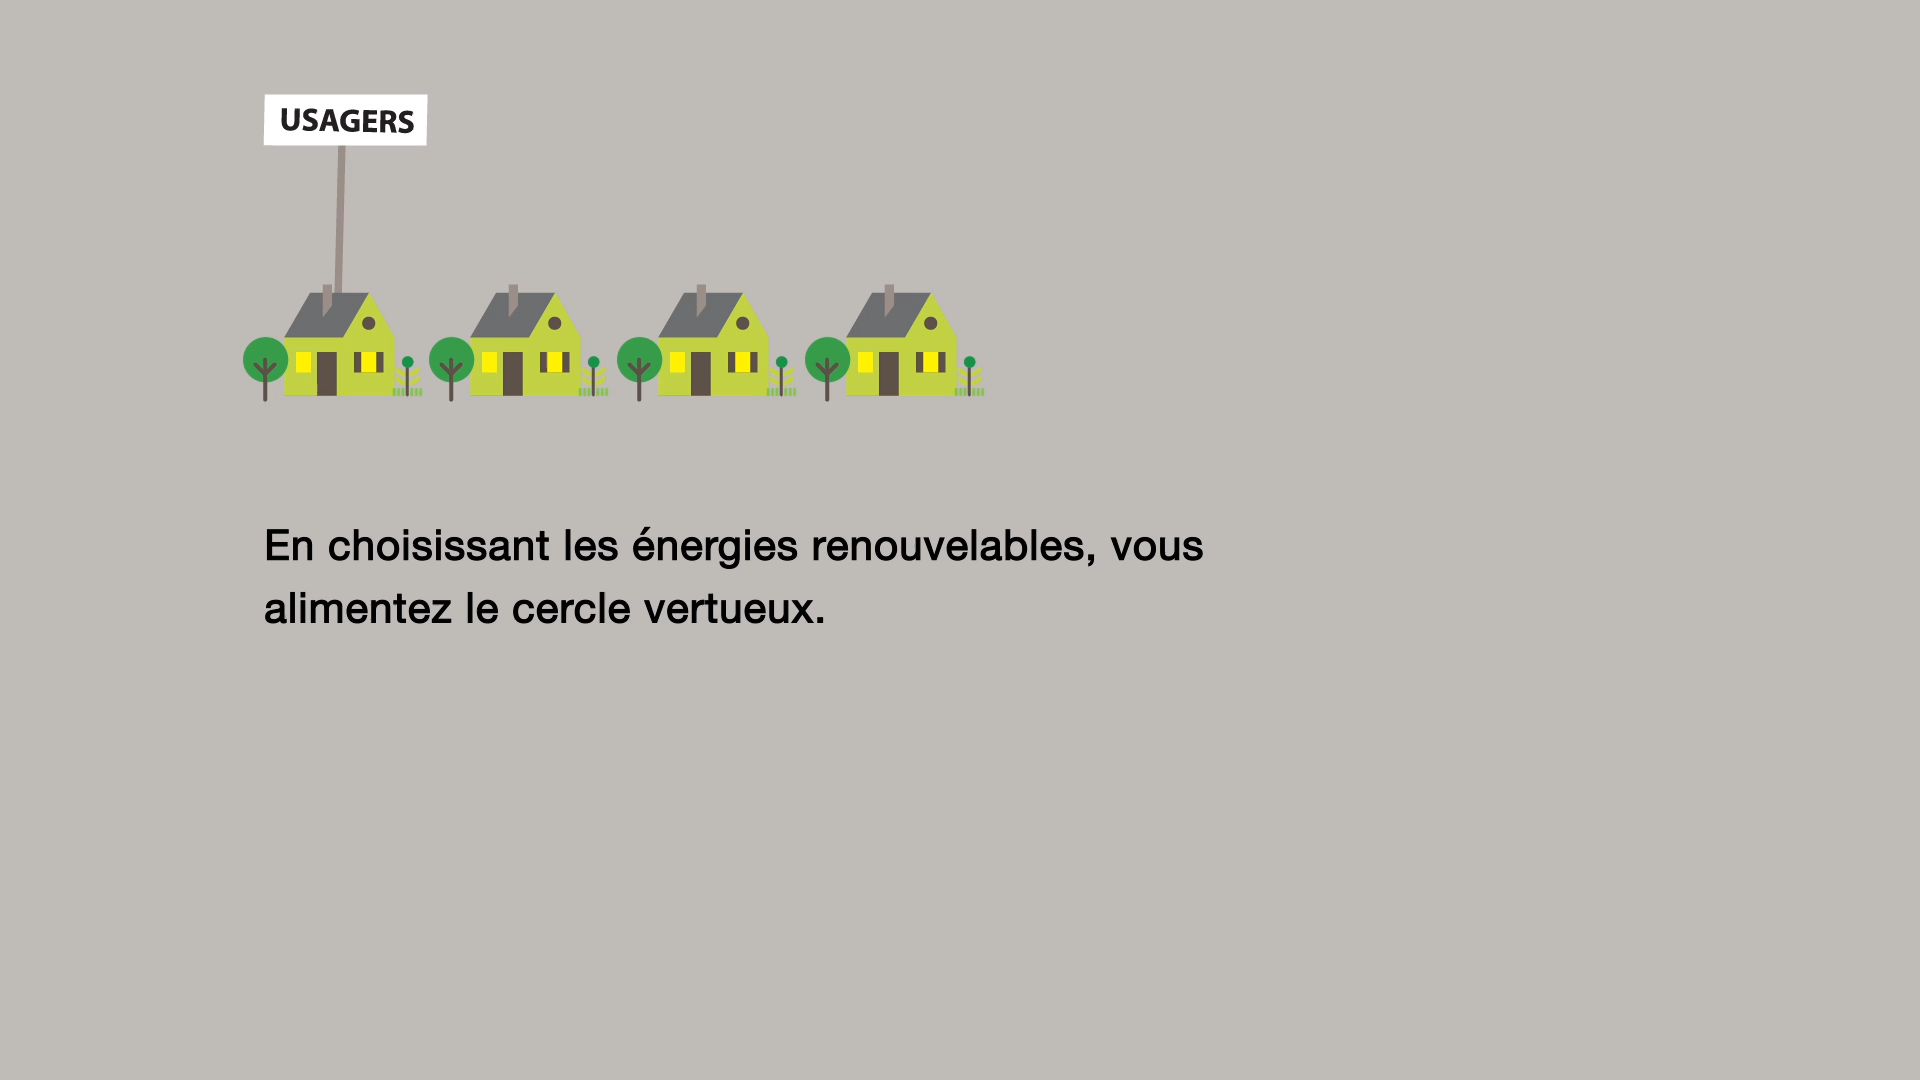 USAGERS
En choisissant les énergies renouvelables, vous
alimentez le cercle vertueux.